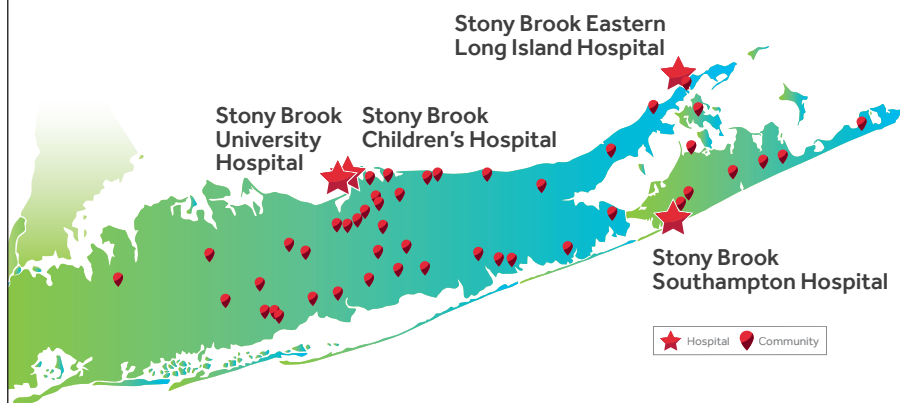 Stony Brook Eastern
Long Island Hospital
Stony Brook
University
Hospital
Stony Brook
Children's Hospital
Stony Brook
Southampton Hospital
Hospital
Community